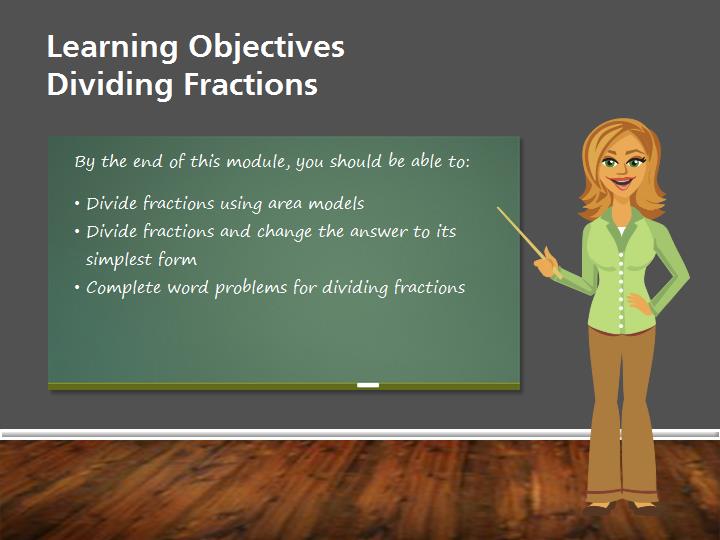 Learning Objectives
Dividing Fractions
By the end of this module, you should be able to:
• Divide fractions using area models
• Divide fractions and change the answer to its
simplest form
• Complete word problems for dividing fractions